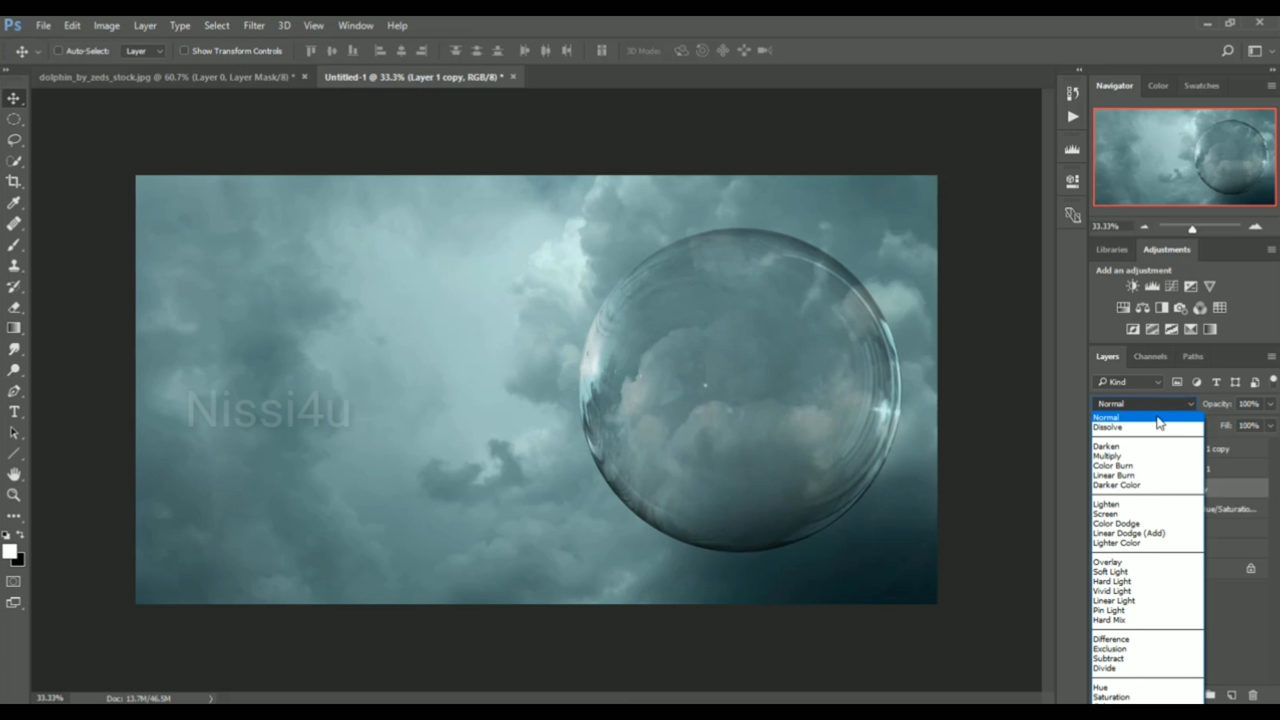 Ps File Edit Image Layer Type Select Filter 3D View Window Help
Auto-Select: Layer Show Transform Controls 3D Mode:
dolphin_by_zeds_stock.jpg @ 60.7% (Layer 0, Layer Mask/8) * × Untitled-1 @ 33.3% (Layer 1 copy, RGB/8) * ×
Navigator Color Swatches
33.33%
Libraries Adjustments
Add an adjustment
Layers Channels Paths
Kind
Normal Opacity: 100%
Normal
Fill: 100%
Dissolve
Darken
1 copy
Multiply
Color Burn
1
Linear Burn
Darker Color
Lighten
ue/Saturatio...
Screen
Color Dodge
Linear Dodge (Add)
Lighter Color
Overlay
Soft Light
Hard Light
Vivid Light
Linear Light
Pin Light
Hard Mix
Difference
Exclusion
Subtract
Divide
Hue
Saturation
Nissi4u
33.33% Doc: 13.7M/46.5M